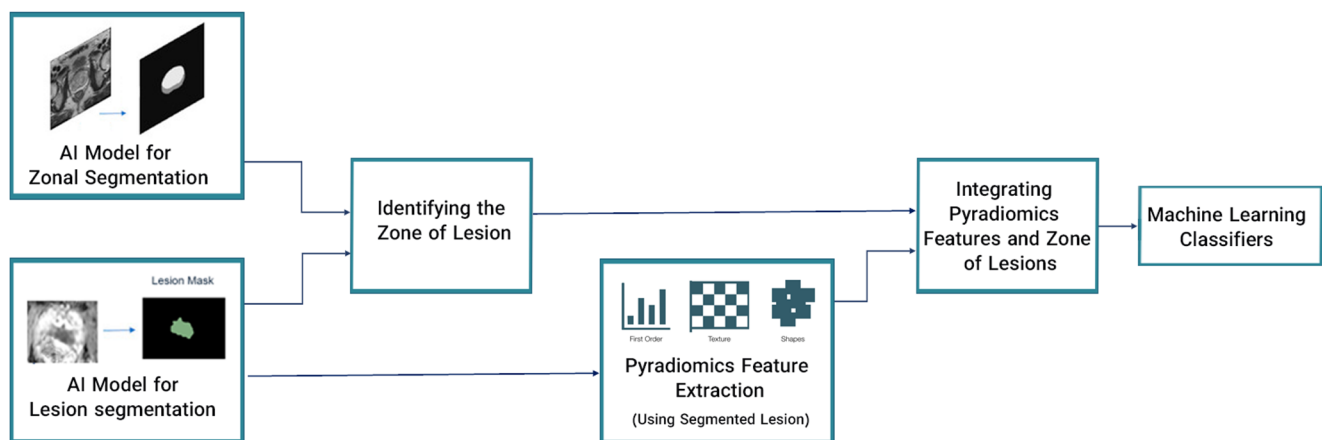 AI Model for
Zonal Segmentation
Lesion Mask
AI Model for
Lesion segmentation
Identifying the
Zone of Lesion
First Order
Texture
Shapes
Pyradiomics Feature
Extraction
(Using Segmented Lesion)
Integrating
Pyradiomics
Features and Zone
of Lesions
Machine Learning
Classifiers